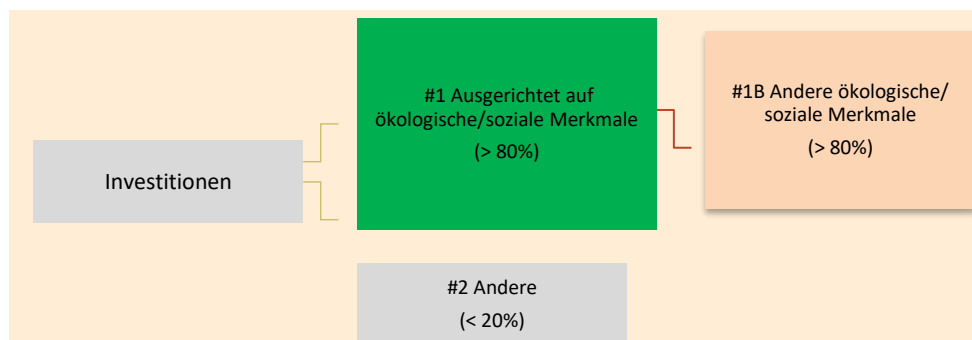 #1 Ausgerichtet auf
ökologische/soziale Merkmale
(> 80%)
#1B Andere ökologische/
soziale Merkmale
(> 80%)
Investitionen
#2 Andere
(< 20%)